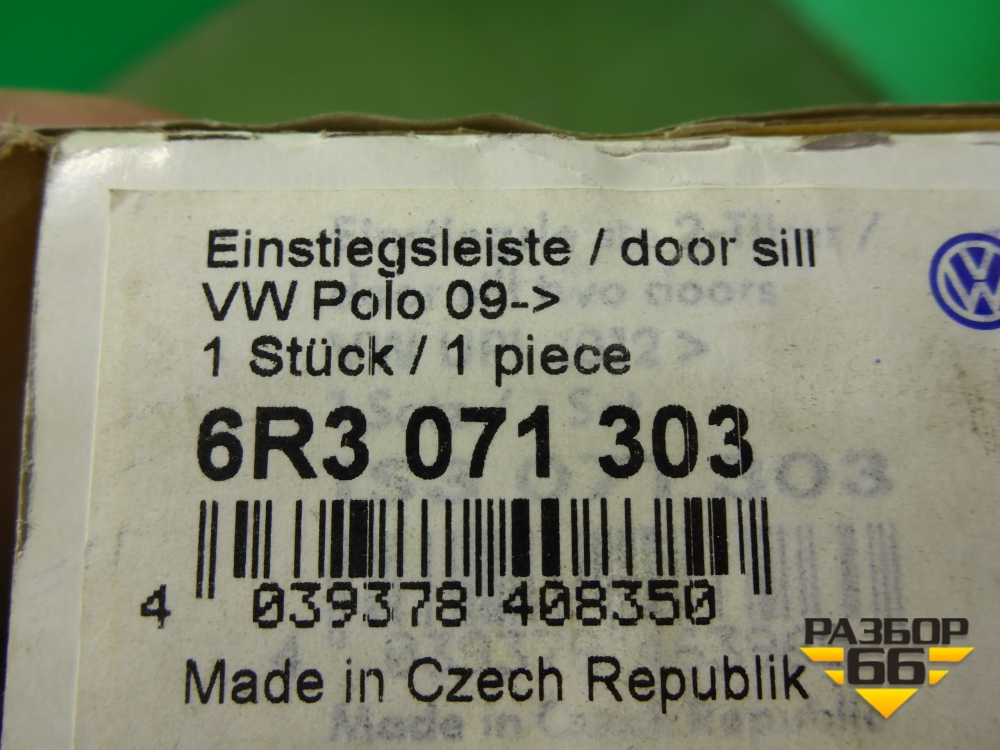 Einstiegsleiste / door sill
VW Polo 09->
1 Stück / 1 piece
6R3 071 303
4 039378 408350
Made in Czech Republik
РАЗБОР
66